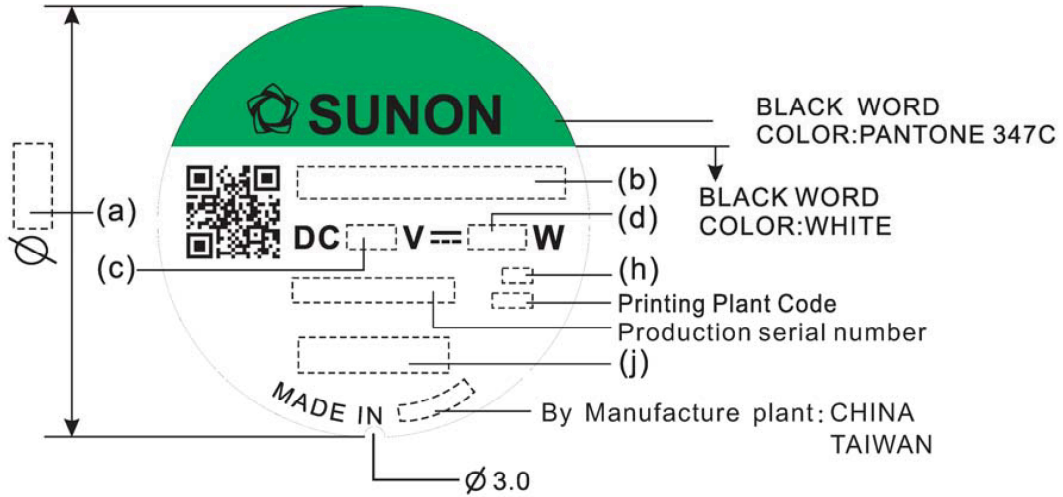 SUNON
BLACK WORD
COLOR:PANTONE 347C
BLACK WORD
COLOR:WHITE
(a)
Ø
(b)
DC V⎓ W
(d)
(c)
(h)
Printing Plant Code
Production serial number
(j)
MADE IN
By Manufacture plant: CHINA
TAIWAN
Ø 3.0